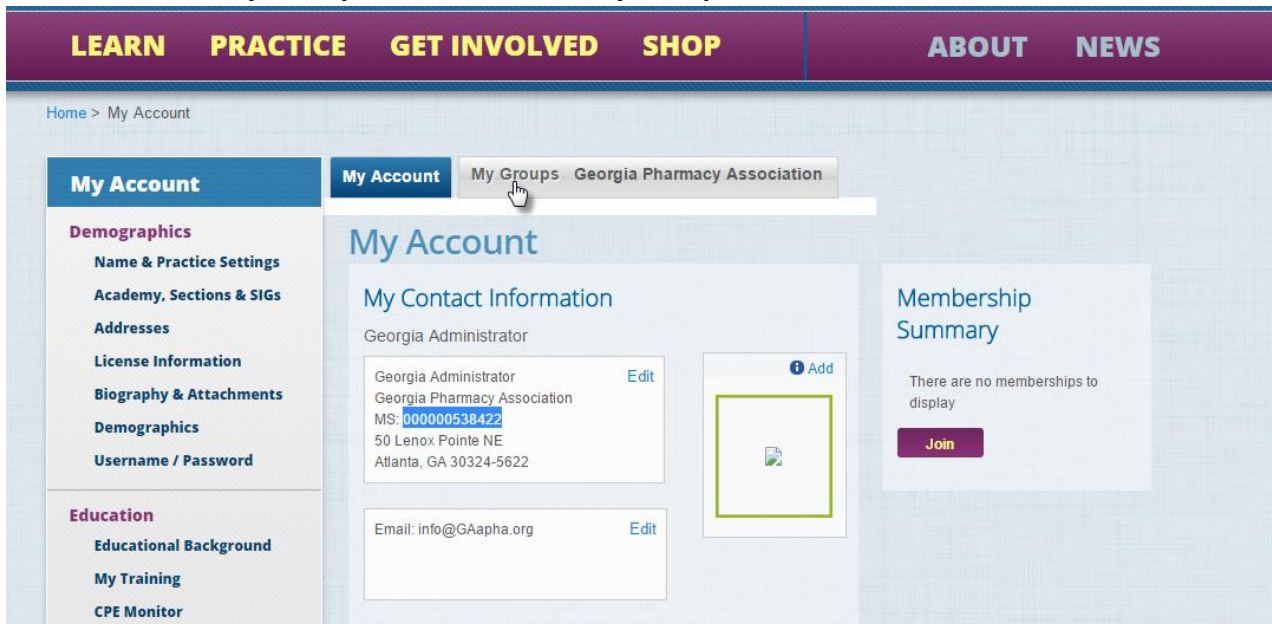 LEARN PRACTICE GET INVOLVED SHOP ABOUT NEWS
Home > My Account
My Account
Demographics
Name & Practice Settings
Academy, Sections & SIGs
Addresses
License Information
Biography & Attachments
Demographics
Username / Password
Education
Educational Background
My Training
CPE Monitor
My Account My Groups Georgia Pharmacy Association
My Account
My Contact Information
Georgia Administrator
Georgia Administrator Edit
Georgia Pharmacy Association
MS: 000000538422
50 Lenox Pointe NE
Atlanta, GA 30324-5622
Email: info@GAapha.org Edit
Add
Membership
Summary
There are no memberships to
display
Join